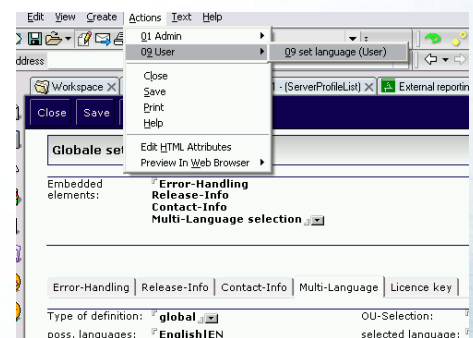 Edit View Create Actions Text Help
01 Admin
09 User
09 set language (User)
ddress
Close
Save
Print
Help
Edit HTML Attributes
Preview In Web Browser
Workspace
1 - (ServerProfileList)
External reportin
Close Save
Globale set
Embedded elements:
Error-Handling
Release-Info
Contact-Info
Multi-Language selection
Error-Handling Release-Info Contact-Info Multi-Language Licence key
Type of definition: global OU-Selection:
poss. languages: English|EN selected language: